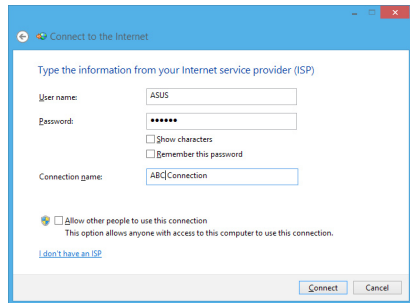 Connect to the Internet
Type the information from your Internet service provider (ISP)
User name: ASUS
Password: ••••••
Show characters
Remember this password
Connection name: ABC Connection
Allow other people to use this connection
This option allows anyone with access to this computer to use this connection.
I don't have an ISP
Connect Cancel